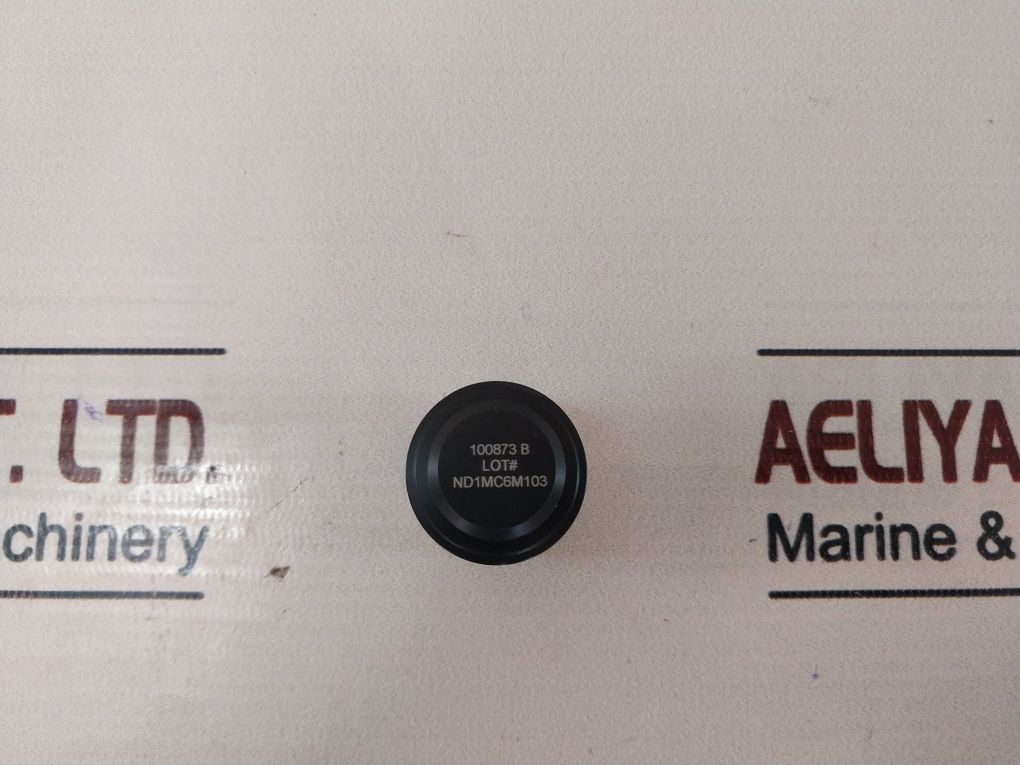 T. LTD.
chinery
100873 B
LOT#
ND1MC6M103
AELIYA
Marine &